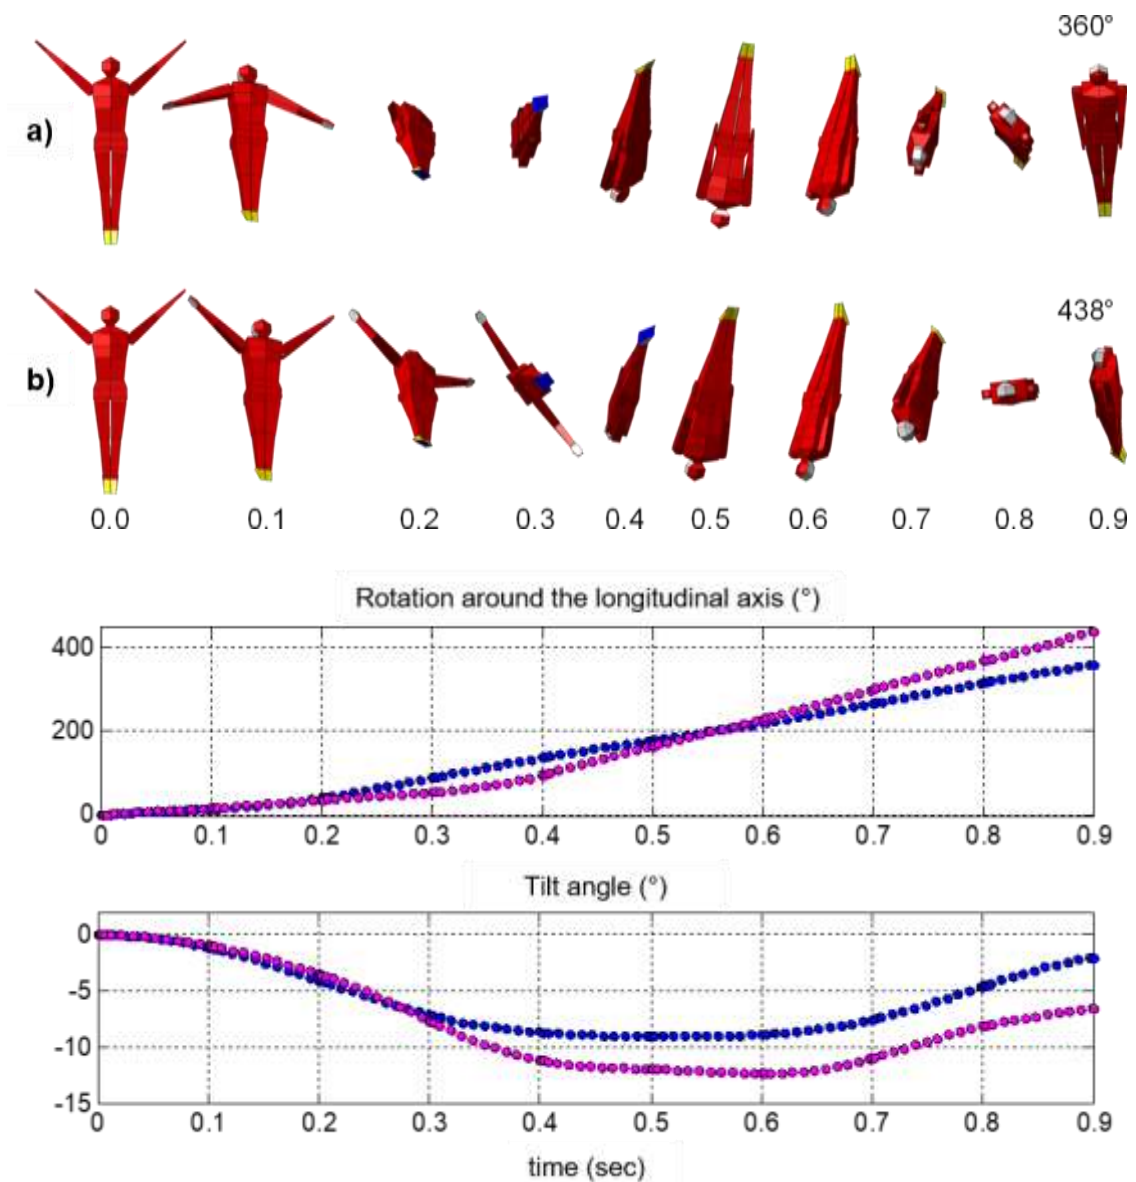 360°
a)
438°
b)
0.0 0.1 0.2 0.3 0.4 0.5 0.6 0.7 0.8 0.9
Rotation around the longitudinal axis (°)
400
200
0
0 0.1 0.2 0.3 0.4 0.5 0.6 0.7 0.8 0.9
Tilt angle (°)
0
-5
-10
-15
0 0.1 0.2 0.3 0.4 0.5 0.6 0.7 0.8 0.9
time (sec)